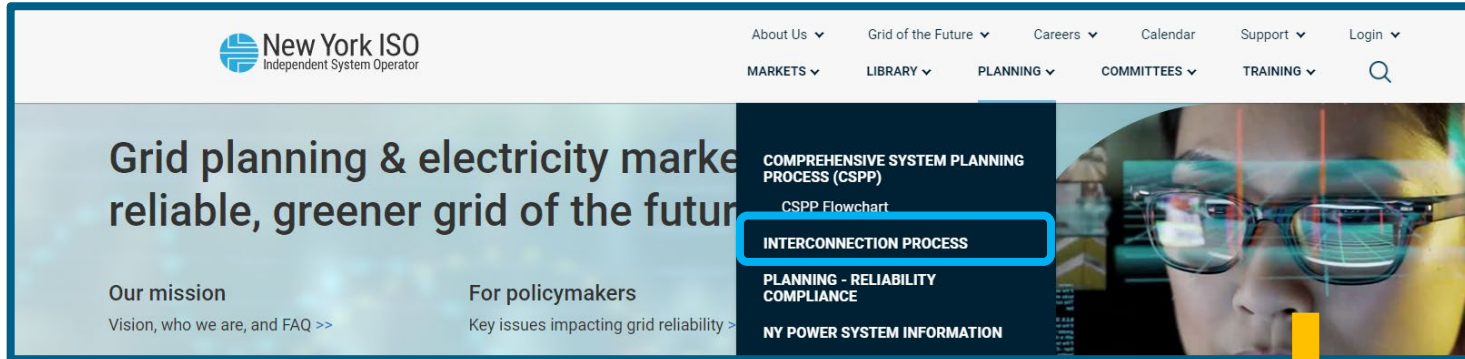 New York ISO
Independent System Operator
About Us Grid of the Future Careers Calendar Support Login
MARKETS LIBRARY PLANNING COMMITTEES TRAINING
Grid planning & electricity marke
reliable, greener grid of the futur
COMPREHENSIVE SYSTEM PLANNING
PROCESS (CSPP)
CSPP Flowchart
INTERCONNECTION PROCESS
PLANNING - RELIABILITY
COMPLIANCE
NY POWER SYSTEM INFORMATION
Our mission
Vision, who we are, and FAQ >>
For policymakers
Key issues impacting grid reliability >